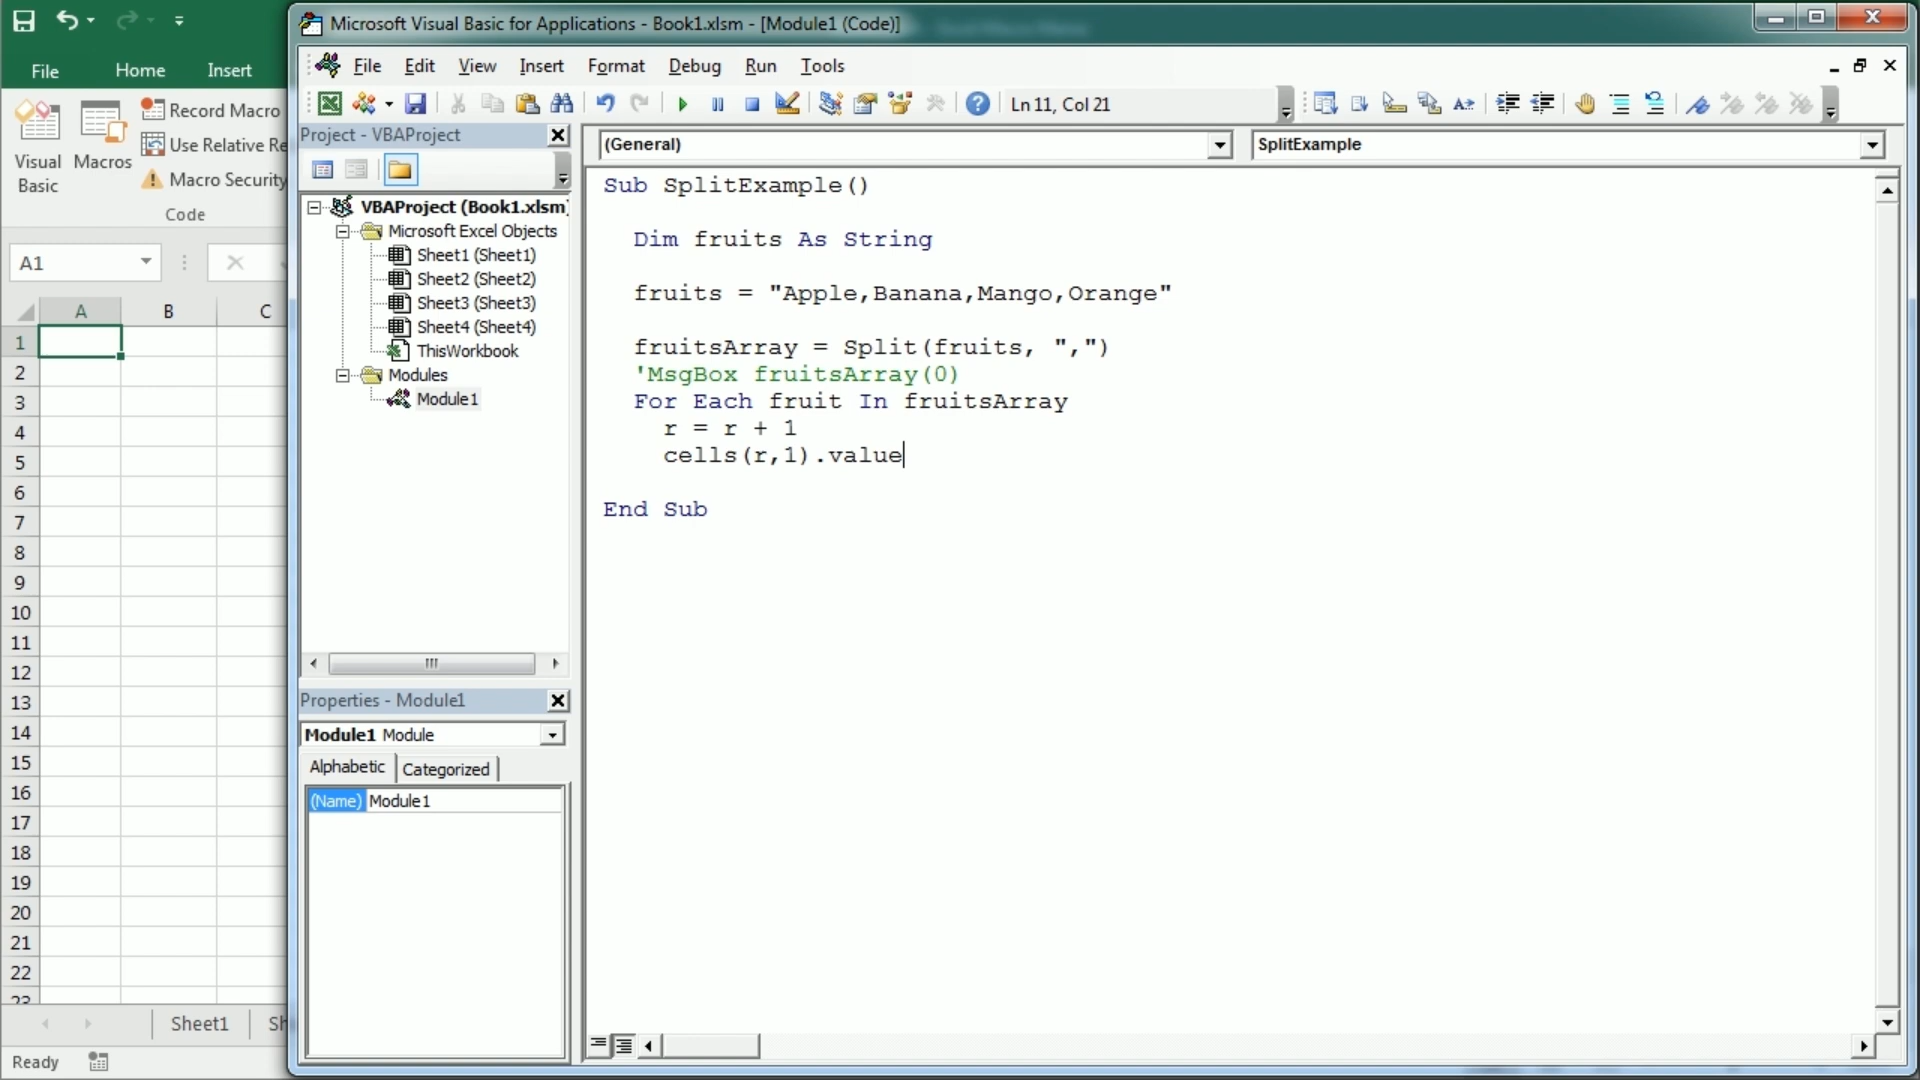 Microsoft Visual Basic for Applications - Book1.xlsm - [Module1 (Code)]
File Home Insert
File Edit View Insert Format Debug Run Tools
Ln 11, Col 21
Visual Basic
Macros
Record Macro
Use Relative Re
Macro Security
Code
A1
A B C
1
2
3
4
5
6
7
8
9
10
11
12
13
14
15
16
17
18
19
20
21
22
23
Sheet1 Sh
Ready
Project - VBAProject
VBAProject (Book1.xlsm)
Microsoft Excel Objects
Sheet1 (Sheet1)
Sheet2 (Sheet2)
Sheet3 (Sheet3)
Sheet4 (Sheet4)
ThisWorkbook
Modules
Module1
Properties - Module1
Module1 Module
Alphabetic Categorized
(Name) Module1
(General) SplitExample
Sub SplitExample()
Dim fruits As String
fruits = "Apple,Banana,Mango,Orange"
fruitsArray = Split(fruits, ",")
'MsgBox fruitsArray(0)
For Each fruit In fruitsArray
r = r + 1
cells(r,1).value
End Sub